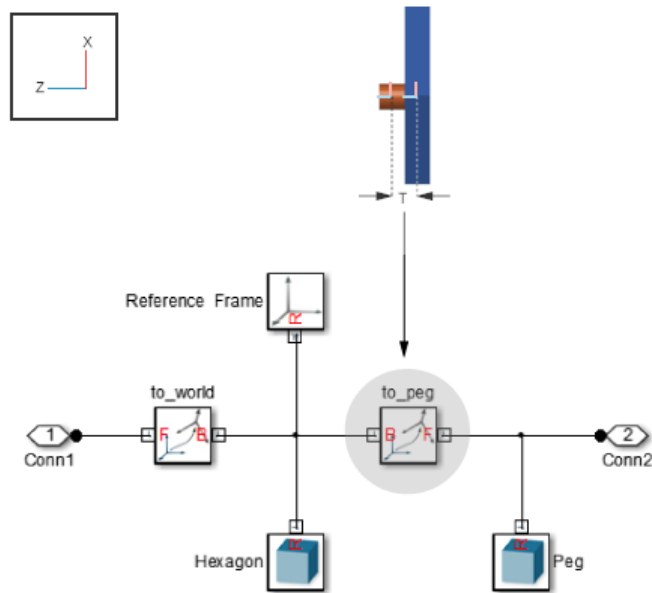 X
Z
T
Reference Frame
R
to_world
to_peg
1
F
B
B
F
2
Conn1
Conn2
Hexagon
R
R
Peg